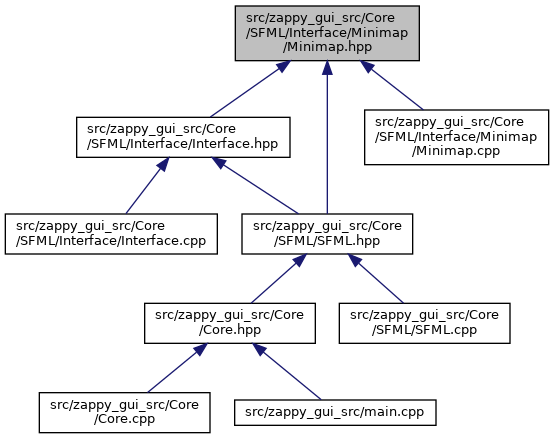 src/zappy_gui_src/Core
/SFML/Interface/Minimap
/Minimap.hpp
src/zappy_gui_src/Core
/SFML/Interface/Interface.hpp
src/zappy_gui_src/Core
/SFML/Interface/Minimap
/Minimap.cpp
src/zappy_gui_src/Core
/SFML/Interface/Interface.cpp
src/zappy_gui_src/Core
/SFML/SFML.hpp
src/zappy_gui_src/Core
/Core.hpp
src/zappy_gui_src/Core
/SFML/SFML.cpp
src/zappy_gui_src/Core
/Core.cpp
src/zappy_gui_src/main.cpp